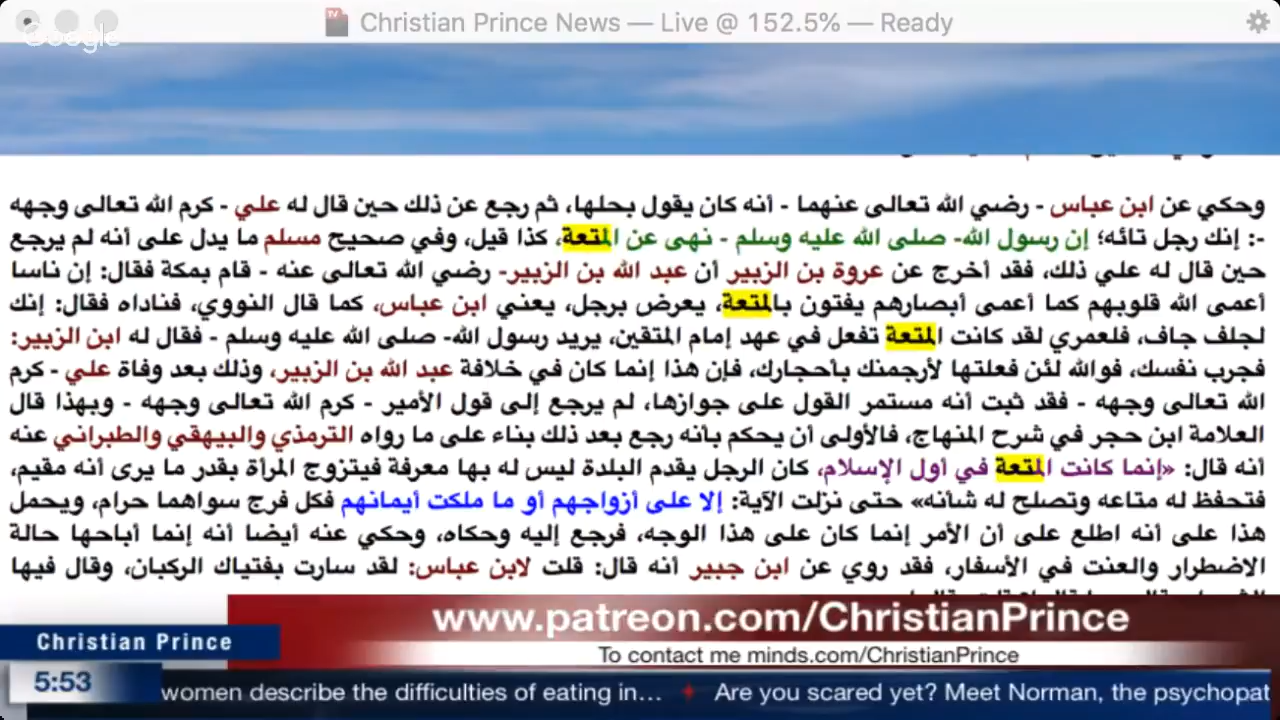 Christian Prince News — Live @ 152.5% — Ready
Google
وحكي عن ابن عباس - رضي الله تعالى عنهما - أنه كان يقول بحلها، ثم رجع عن ذلك حين قال له علي - كرم الله تعالى وجهه
-: إنك رجل تائه؛ إن رسول الله- صلى الله عليه وسلم - نهى عن المتعة، كذا قيل، وفي صحيح مسلم ما يدل على أنه لم يرجع
حين قال له علي ذلك، فقد أخرج عن عروة بن الزبير أن عبد الله بن الزبير- رضي الله تعالى عنه - قام بمكة فقال: إن ناسا
أعمى الله قلوبهم كما أعمى أبصارهم يفتون بالمتعة، يعرض برجل، يعني ابن عباس، كما قال النووي، فناداه فقال: إنك
لجلف جاف، فلعمري لقد كانت المتعة تفعل في عهد إمام المتقين، يريد رسول الله- صلى الله عليه وسلم - فقال له ابن الزبير:
فجرب نفسك، فوالله لئن فعلتها لأرجمنك بأحجارك، فإن هذا إنما كان في خلافة عبد الله بن الزبير، وذلك بعد وفاة علي - كرم
الله تعالى وجهه - فقد ثبت أنه مستمر القول على جوازها، لم يرجع إلى قول الأمير - كرم الله تعالى وجهه - وبهذا قال
العلامة ابن حجر في شرح المنهاج، فالأولى أن يحكم بأنه رجع بعد ذلك بناء على ما رواه الترمذي والبيهقي والطبراني عنه
أنه قال: «إنما كانت المتعة في أول الإسلام، كان الرجل يقدم البلدة ليس له بها معرفة فيتزوج المرأة بقدر ما يرى أنه مقيم،
فتحفظ له متاعه وتصلح له شأنه» حتى نزلت الآية: إلا على أزواجهم أو ما ملكت أيمانهم فكل فرج سواهما حرام، ويحمل
هذا على أنه اطلع على أن الأمر إنما كان على هذا الوجه، فرجع إليه وحكاه، وحكي عنه أيضا أنه إنما أباحها حالة
الاضطرار والعنت في الأسفار، فقد روي عن ابن جبير أنه قال: قلت لابن عباس: لقد سارت بفتياك الركبان، وقال فيها
www.patreon.com/ChristianPrince
Christian Prince
To contact me minds.com/ChristianPrince
5:53
women describe the difficulties of eating in... Are you scared yet? Meet Norman, the psychopat